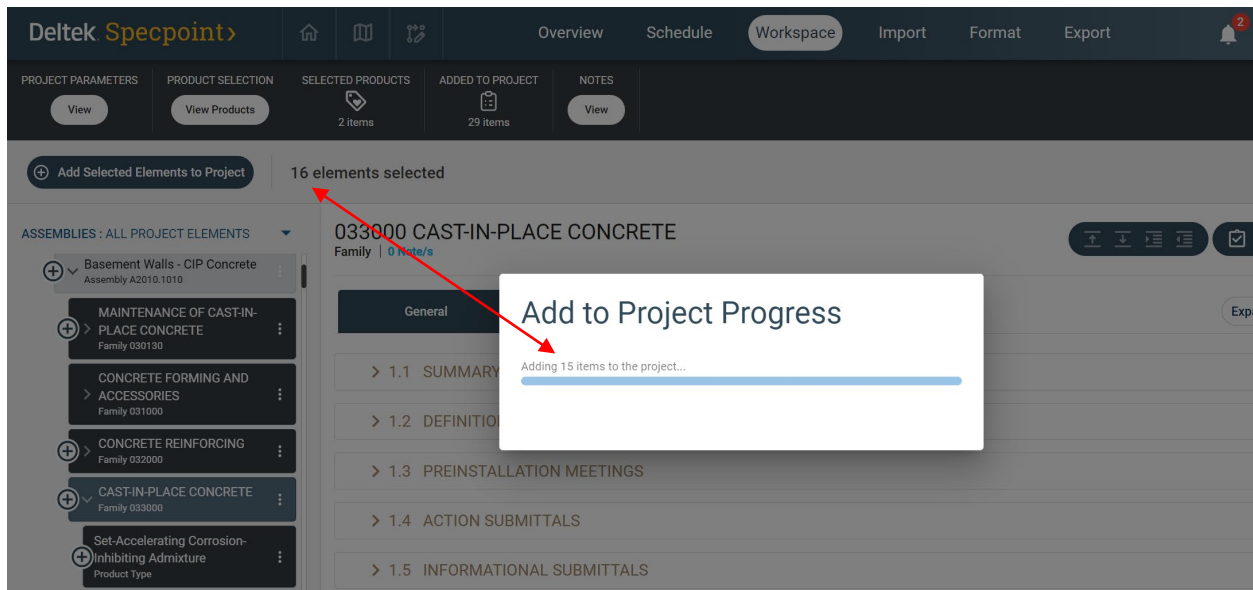 Deltek Specpoint>
Overview Schedule Workspace Import Format Export 2
PROJECT PARAMETERS PRODUCT SELECTION SELECTED PRODUCTS ADDED TO PROJECT NOTES
View View Products 2 items 29 items View
Add Selected Elements to Project 16 elements selected
ASSEMBLIES : ALL PROJECT ELEMENTS
Basement Walls - CIP Concrete
Assembly A2010.1010
MAINTENANCE OF CAST-IN-
PLACE CONCRETE
Family 030130
CONCRETE FORMING AND
ACCESSORIES
Family 031000
CONCRETE REINFORCING
Family 032000
CAST-IN-PLACE CONCRETE
Family 033000
Set-Accelerating Corrosion-
Inhibiting Admixture
Product Type
033000 CAST-IN-PLACE CONCRETE
Family | 0 Note/s
General Expa
1.1 SUMMARY
1.2 DEFINITIO
1.3 PREINSTALLATION MEETINGS
1.4 ACTION SUBMITTALS
1.5 INFORMATIONAL SUBMITTALS
Add to Project Progress
Adding 15 items to the project...